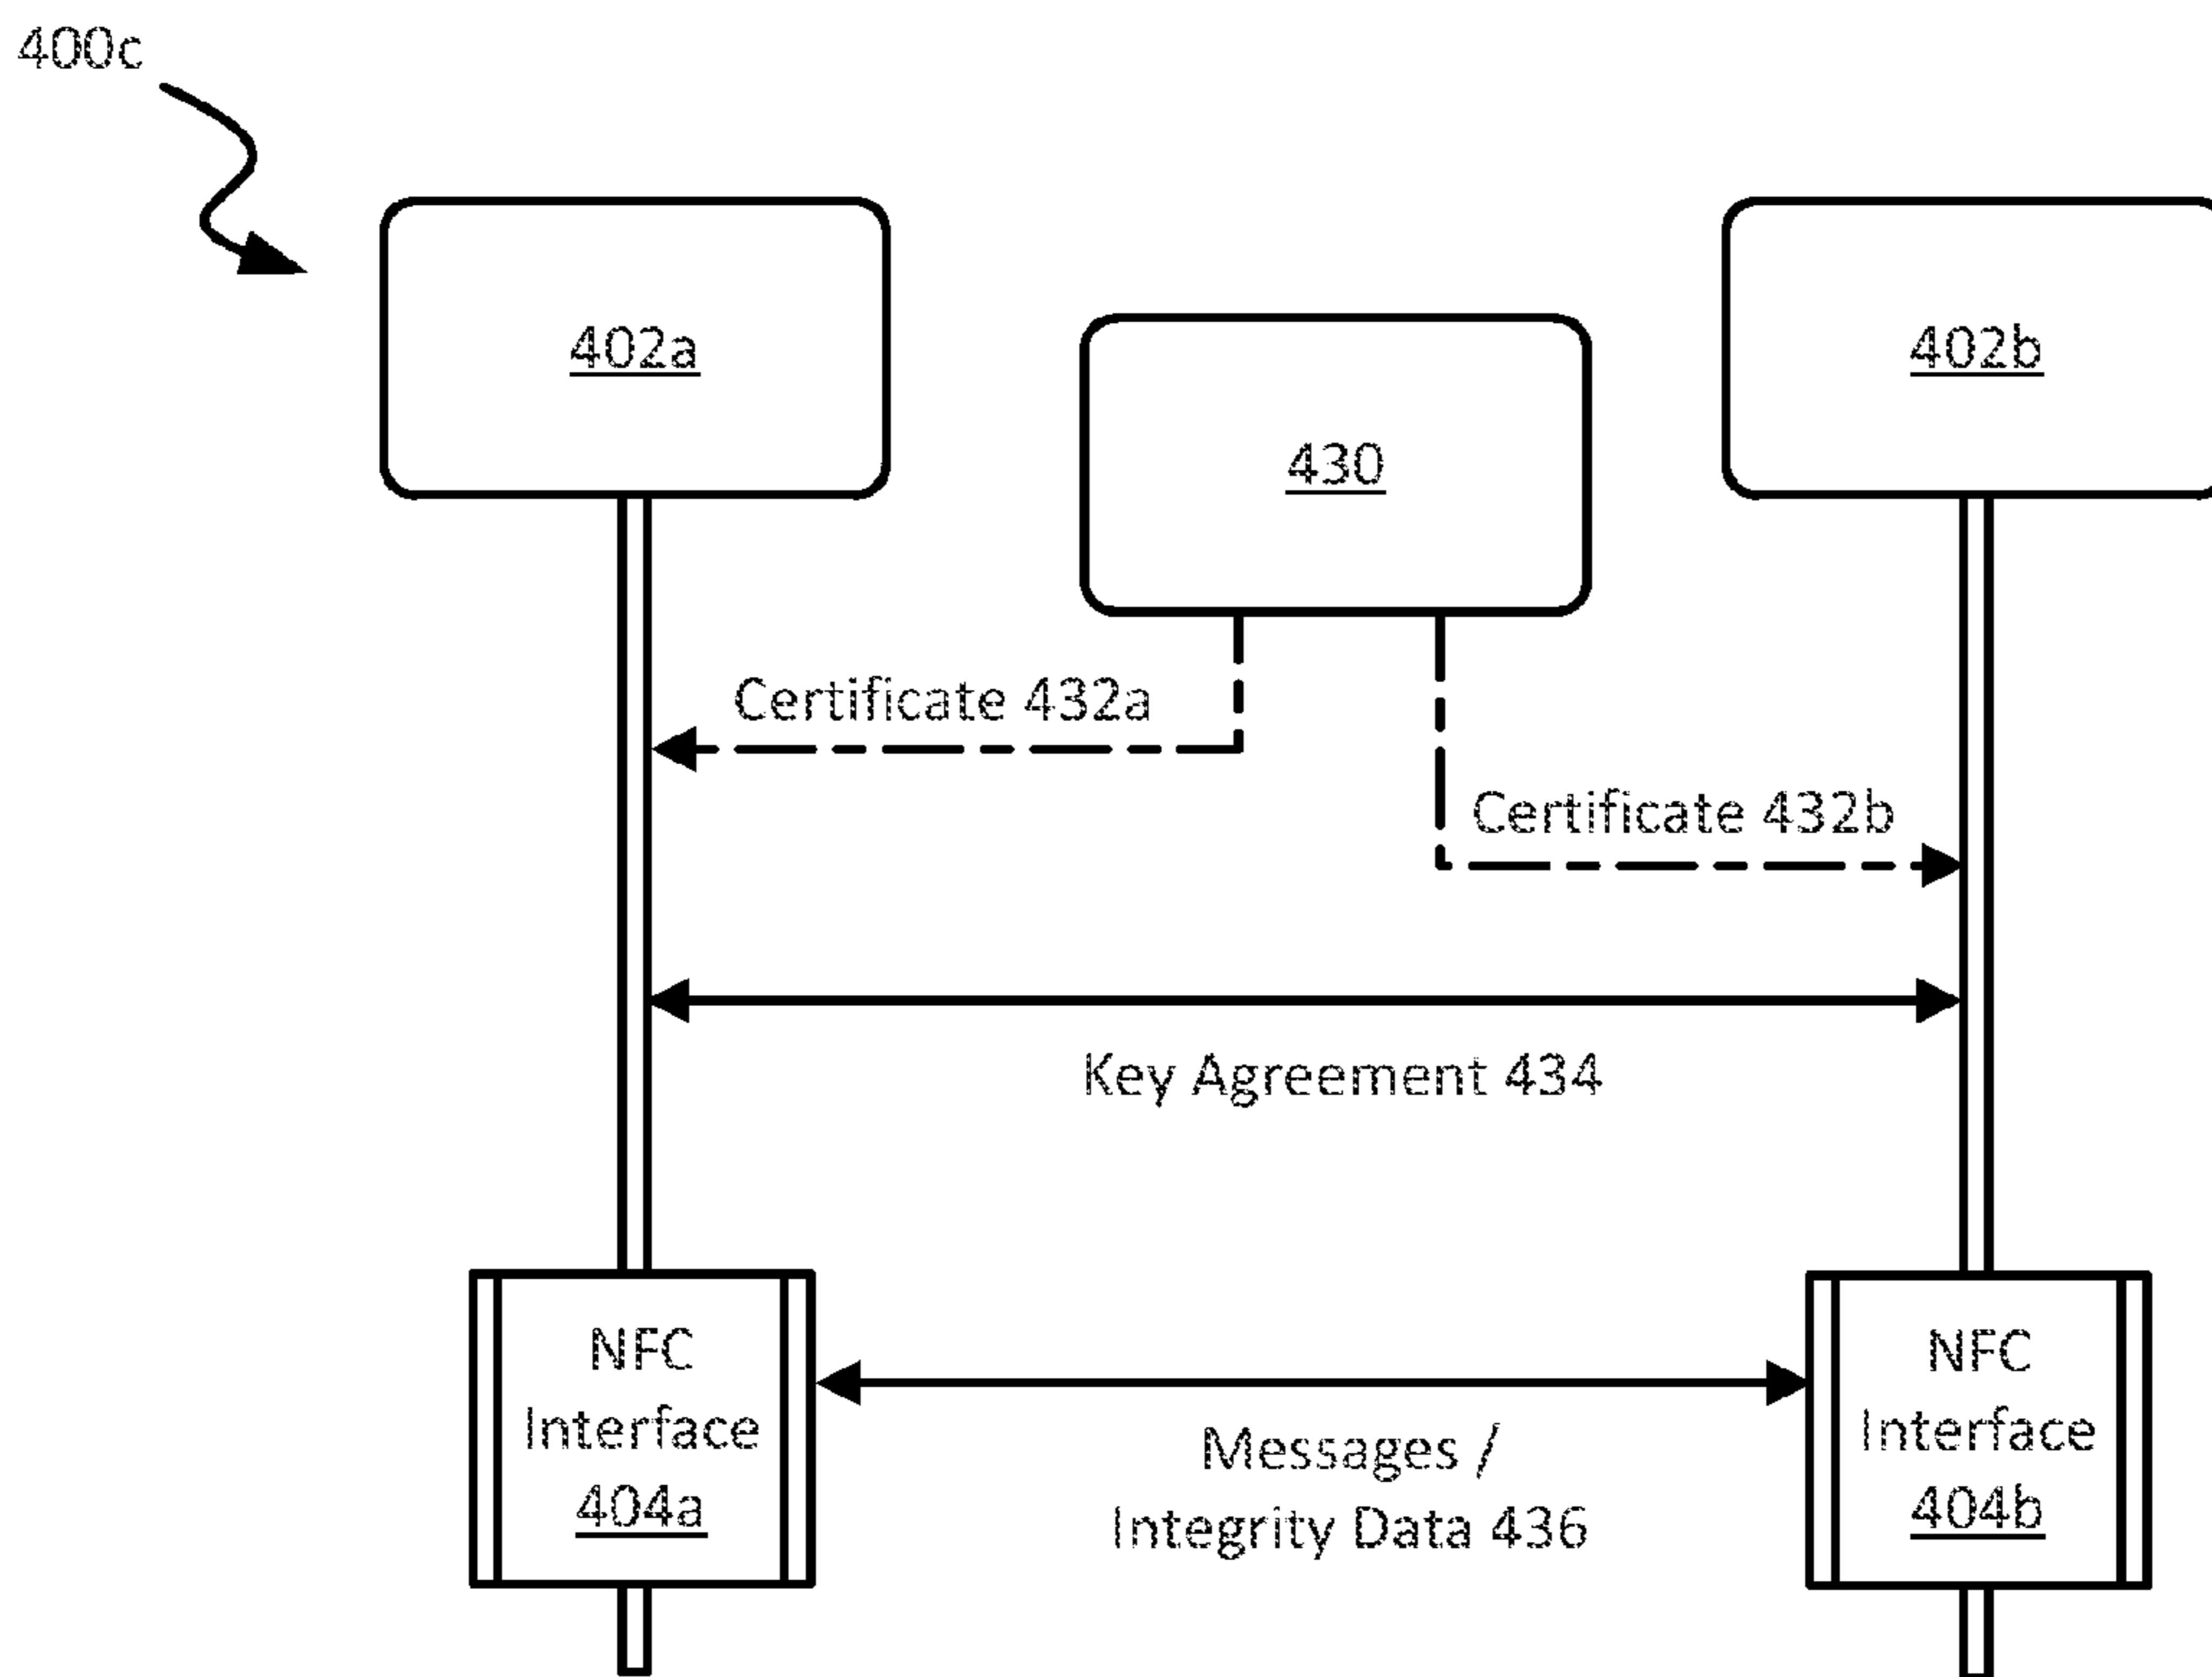 400c
402a
402b
430
Certificate 432a
Certificate 432b
Key Agreement 434
NFC
Interface
404a
Messages /
Integrity Data 436
NFC
Interface
404b